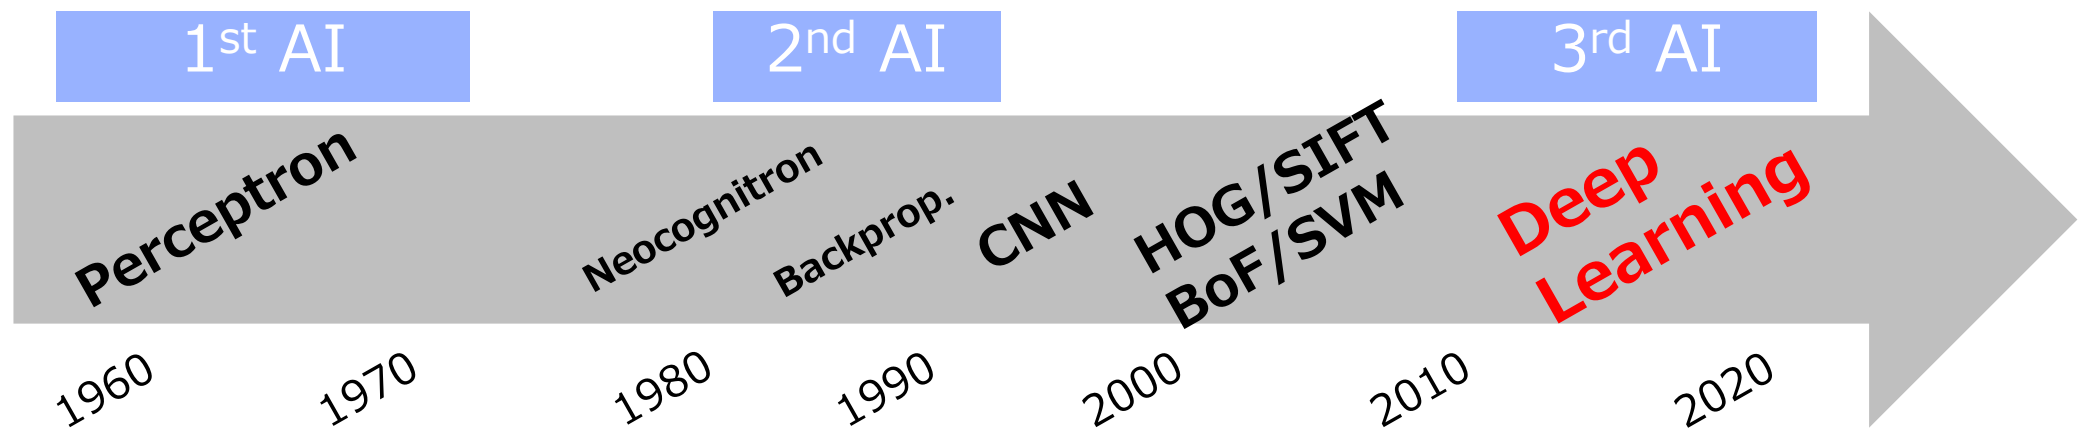 1st AI
2nd AI
3rd AI
Perceptron
Neocognitron
Backprop.
CNN
HOG/SIFT
BoF/SVM
Deep
Learning
1960
1970
1980
1990
2000
2010
2020